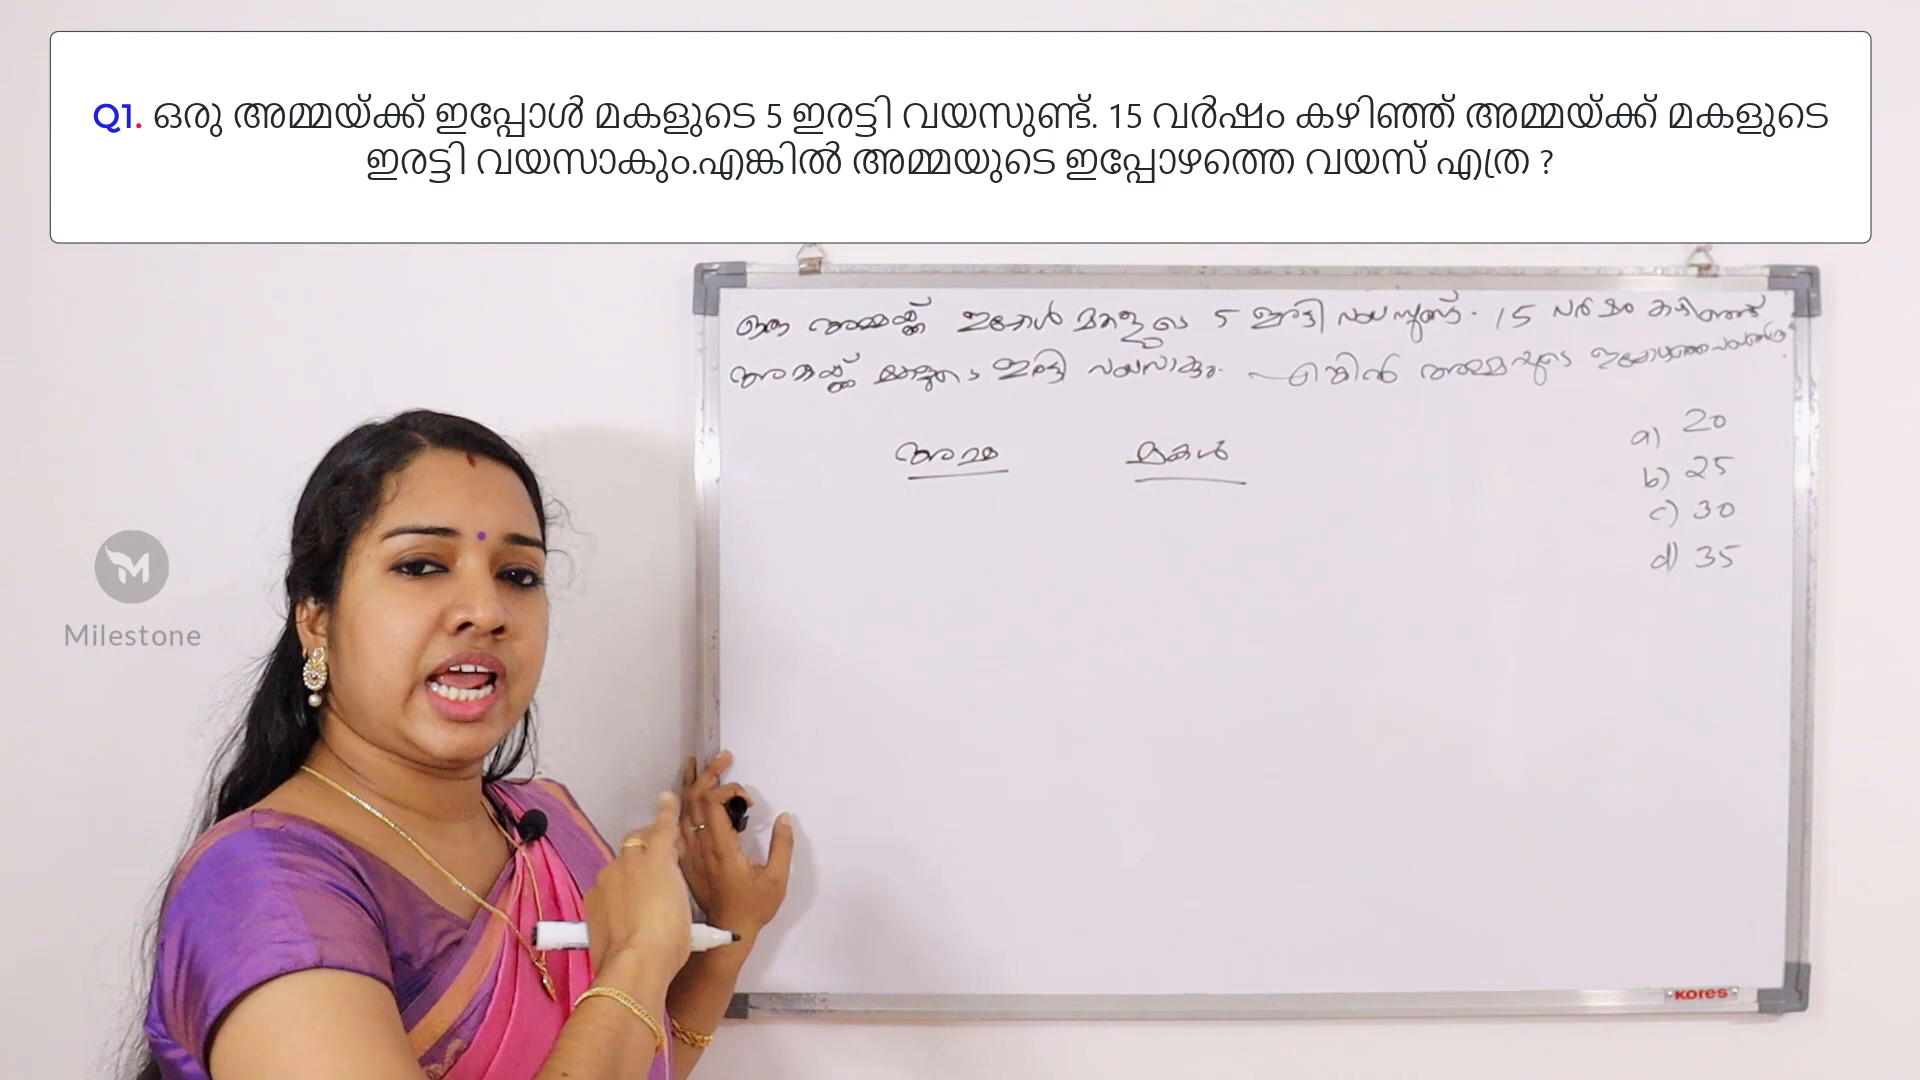 Q1. ഒരു അമ്മയ്ക്ക് ഇപ്പോൾ മകളുടെ 5 ഇരട്ടി വയസുണ്ട്. 15 വർഷം കഴിഞ്ഞ് അമ്മയ്ക്ക് മകളുടെ
ഇരട്ടി വയസാകും.എങ്കിൽ അമ്മയുടെ ഇപ്പോഴത്തെ വയസ് എത്ര ?
ഒരു അമ്മയ്ക്ക് ഇപ്പോൾ മകളുടെ 5 ഇരട്ടി വയസുണ്ട്. 15 വർഷം കഴിഞ്ഞ്
അമ്മയ്ക്ക് മകളുടെ ഇരട്ടി വയസാകും. എങ്കിൽ അമ്മയുടെ ഇപ്പോഴത്തെ
അമ്മ മകൾ
a) 20
b) 25
c) 30
d) 35
Milestone
kores